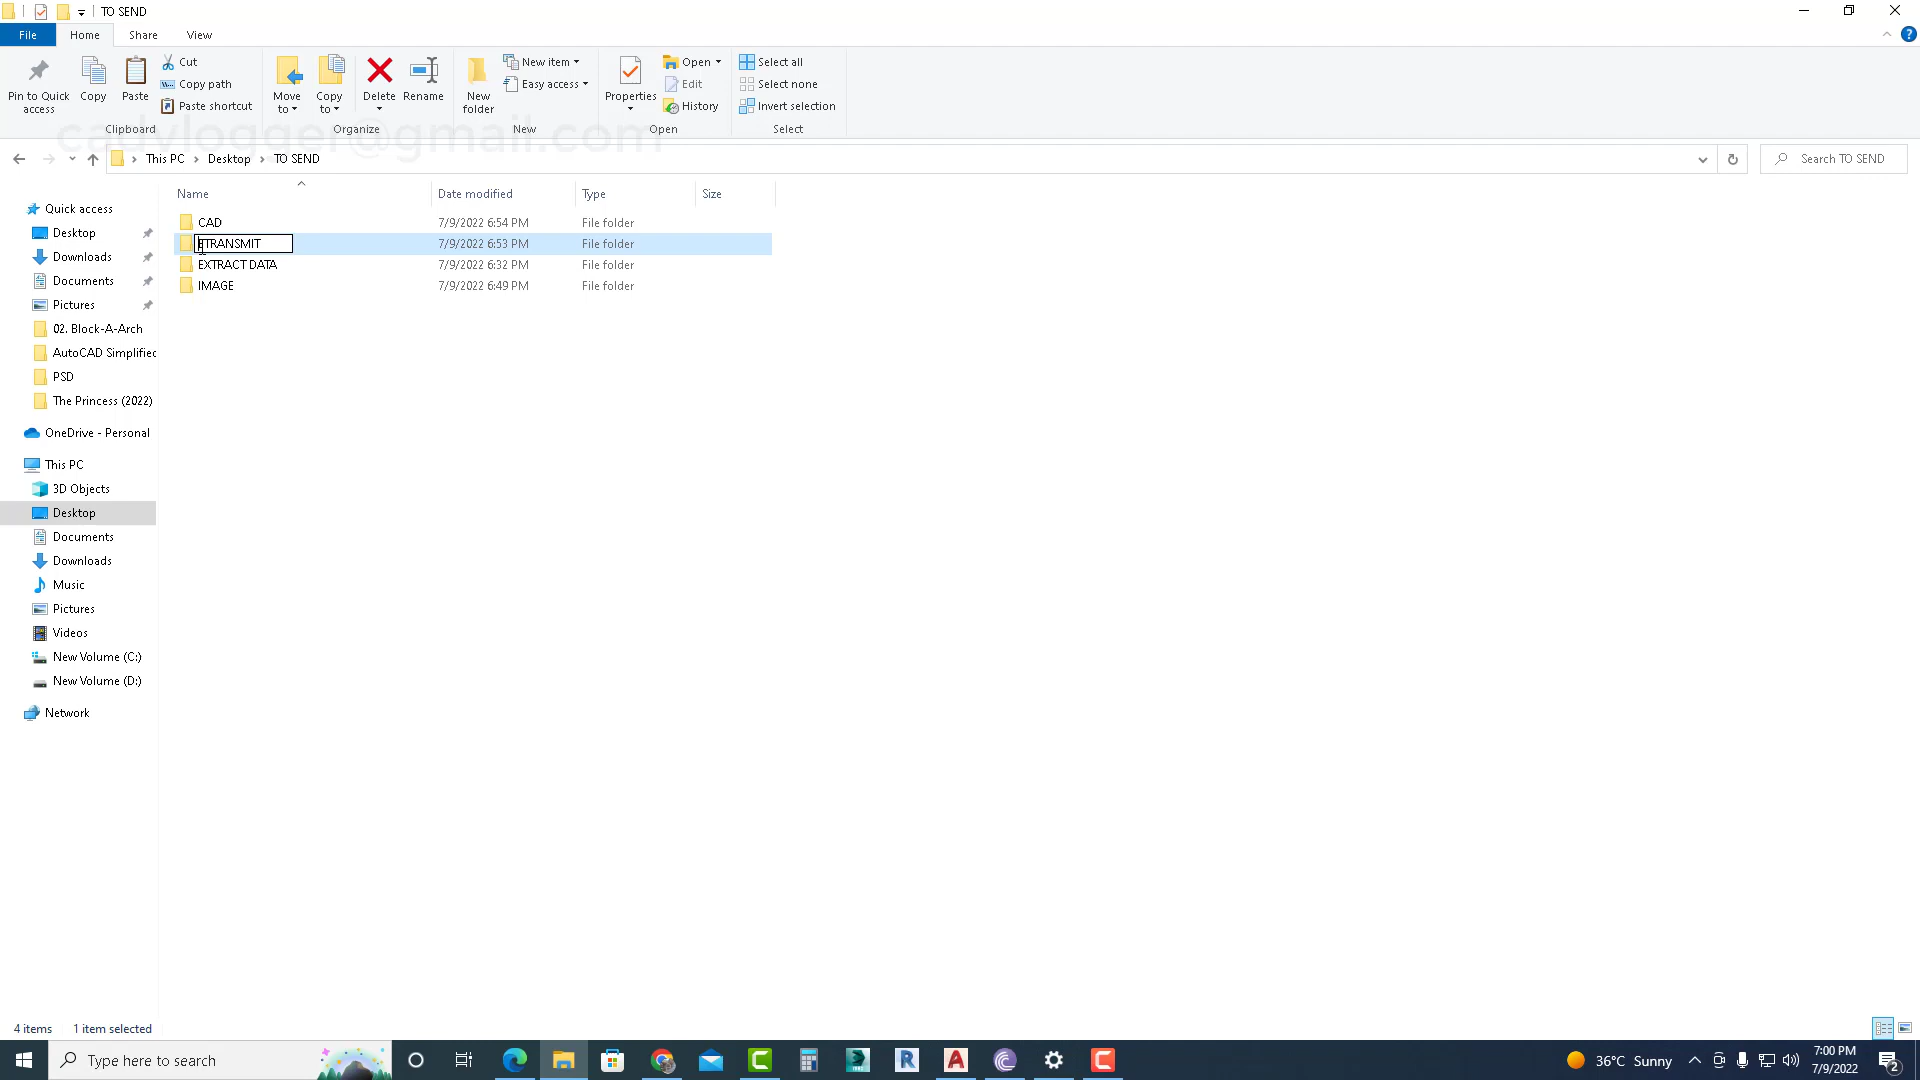 TO SEND
File Home Share View
Pin to Quick access
Copy
Paste
Cut
Copy path
Paste shortcut
Clipboard
Move to
Copy to
Delete
Rename
Organize
New folder
New item
Easy access
New
Properties
Open
Edit
History
Open
Select all
Select none
Invert selection
Select
cadvlogger@gmail.com
This PC > Desktop > TO SEND
Search TO SEND
Name Date modified Type Size
CAD 7/9/2022 6:54 PM File folder
ETRANSMIT 7/9/2022 6:53 PM File folder
EXTRACT DATA 7/9/2022 6:32 PM File folder
IMAGE 7/9/2022 6:49 PM File folder
Quick access
Desktop
Downloads
Documents
Pictures
02. Block-A-Arch
AutoCAD Simplified
PSD
The Princess (2022)
OneDrive - Personal
This PC
3D Objects
Desktop
Documents
Downloads
Music
Pictures
Videos
New Volume (C:)
New Volume (D:)
Network
4 items 1 item selected
Type here to search
36°C Sunny
7:00 PM
7/9/2022
2